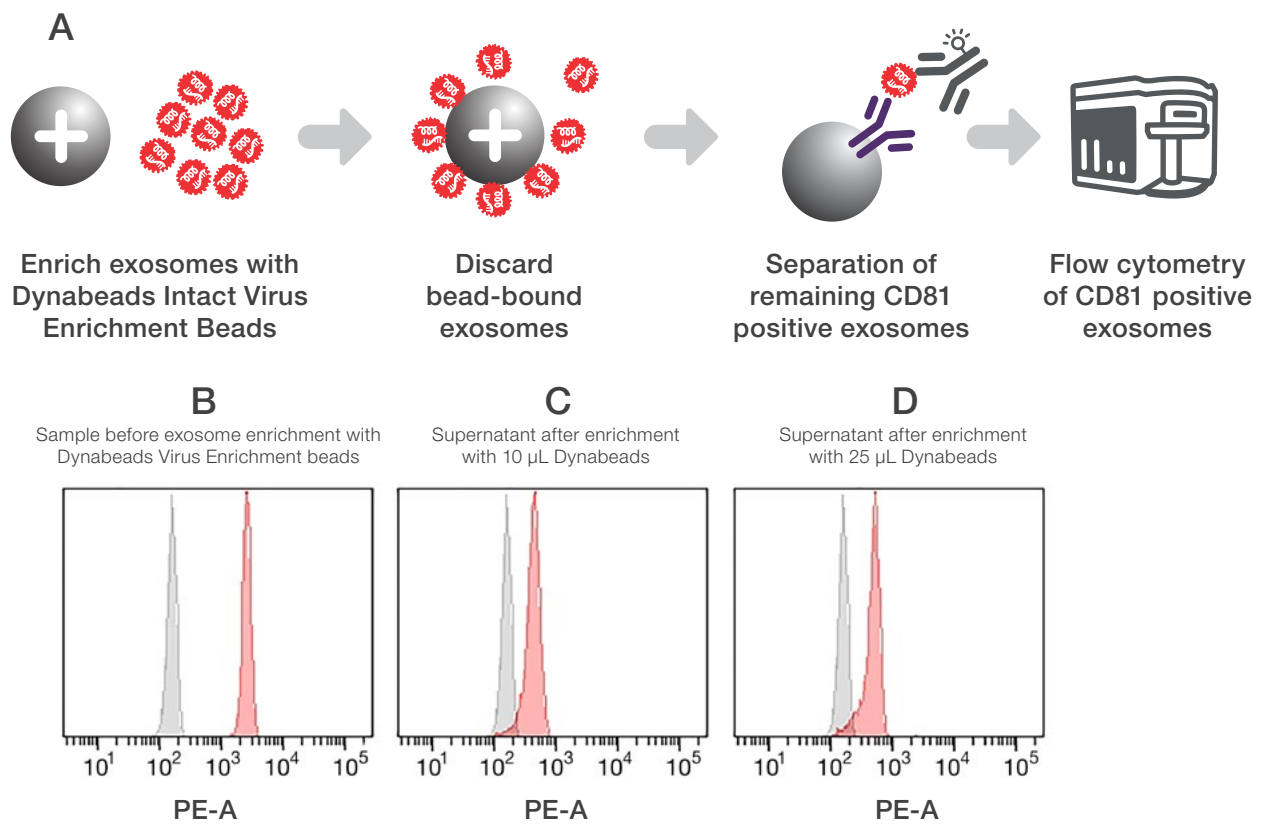 A
Enrich exosomes with
Dynabeads Intact Virus
Enrichment Beads
Discard
bead-bound
exosomes
Separation of
remaining CD81
positive exosomes
Flow cytometry
of CD81 positive
exosomes
B
Sample before exosome enrichment with
Dynabeads Virus Enrichment beads
10¹ 10² 10³ 10⁴ 10⁵
PE-A
C
Supernatant after enrichment
with 10 µL Dynabeads
10¹ 10² 10³ 10⁴ 10⁵
PE-A
D
Supernatant after enrichment
with 25 µL Dynabeads
10¹ 10² 10³ 10⁴ 10⁵
PE-A